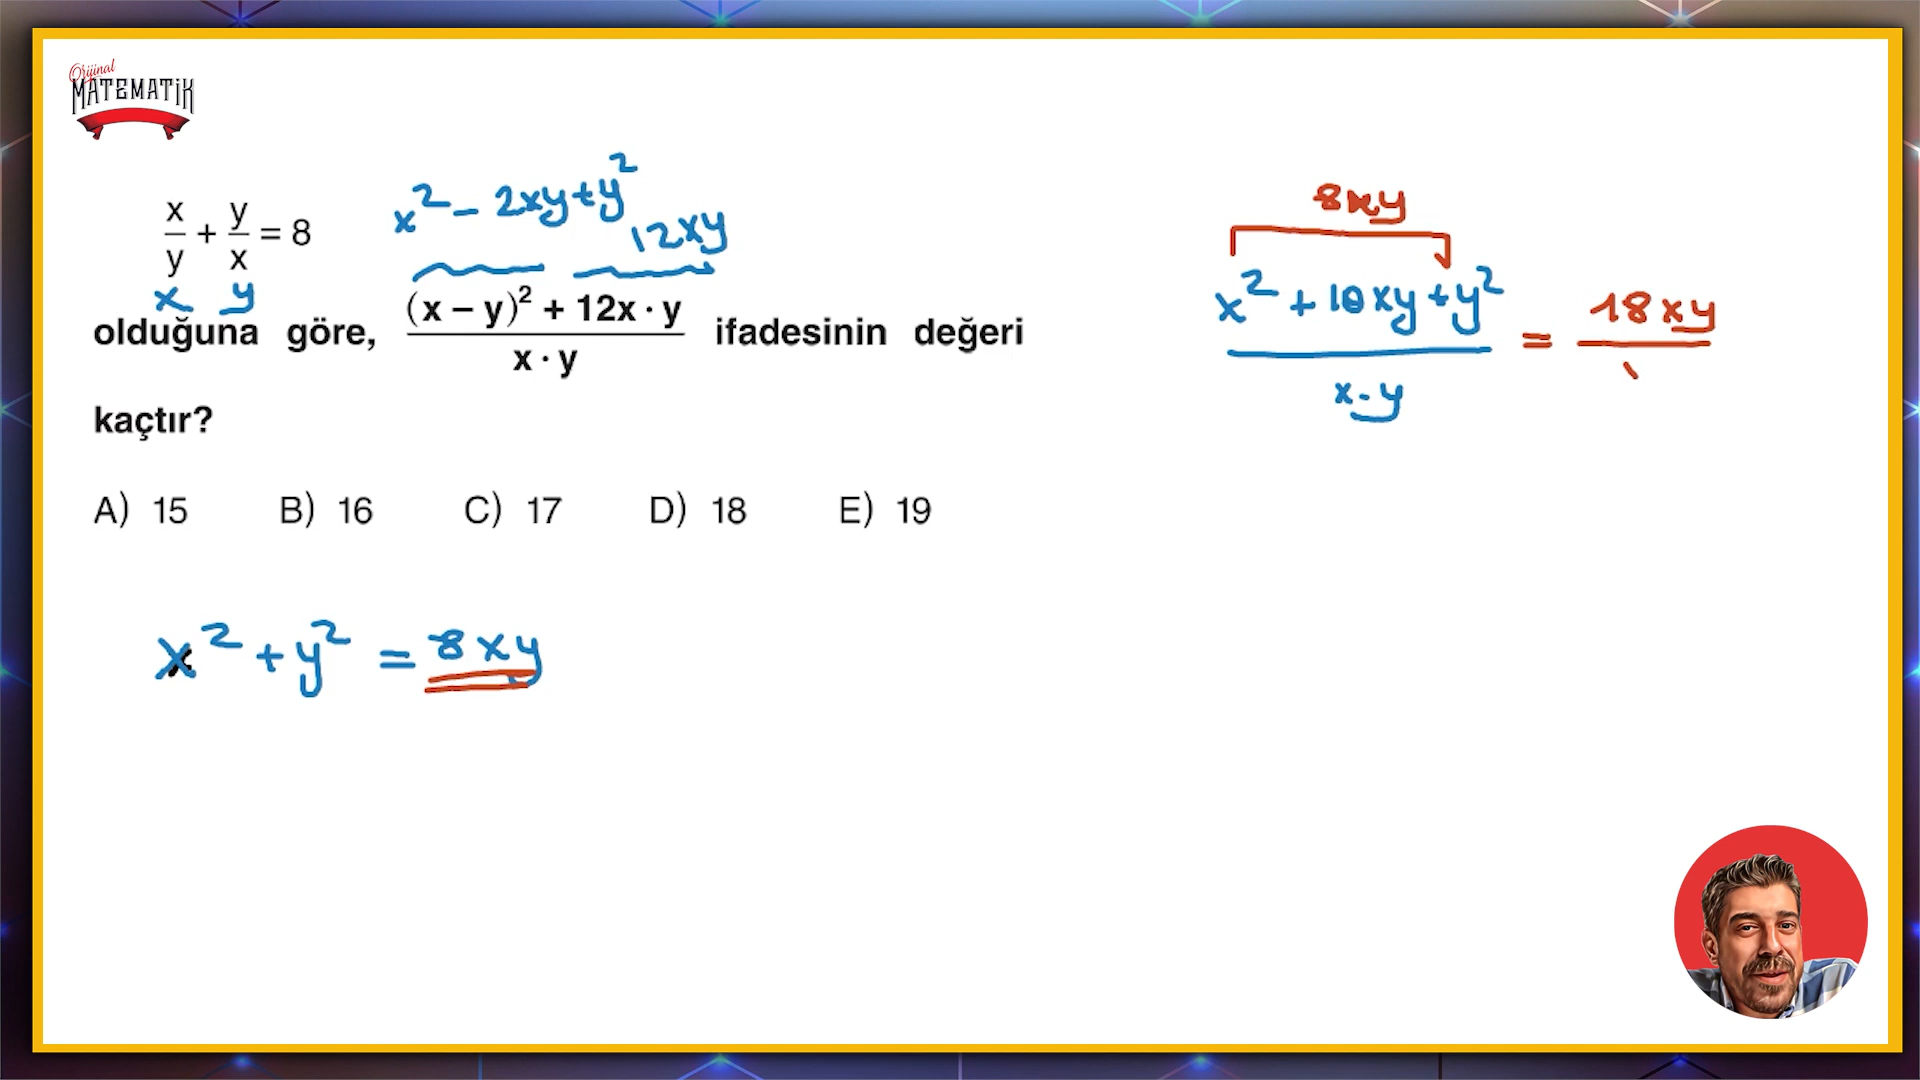 Orijinal
MATEMATİK
x/y + y/x = 8
x y
x² - 2xy + y²
12xy
olduğuna göre, ((x – y)² + 12x · y)/(x · y) ifadesinin değeri
kaçtır?
A) 15 B) 16 C) 17 D) 18 E) 19
x² + y² = 8xy
8xy
(x² + 10xy + y²)/(x·y) = 18xy/